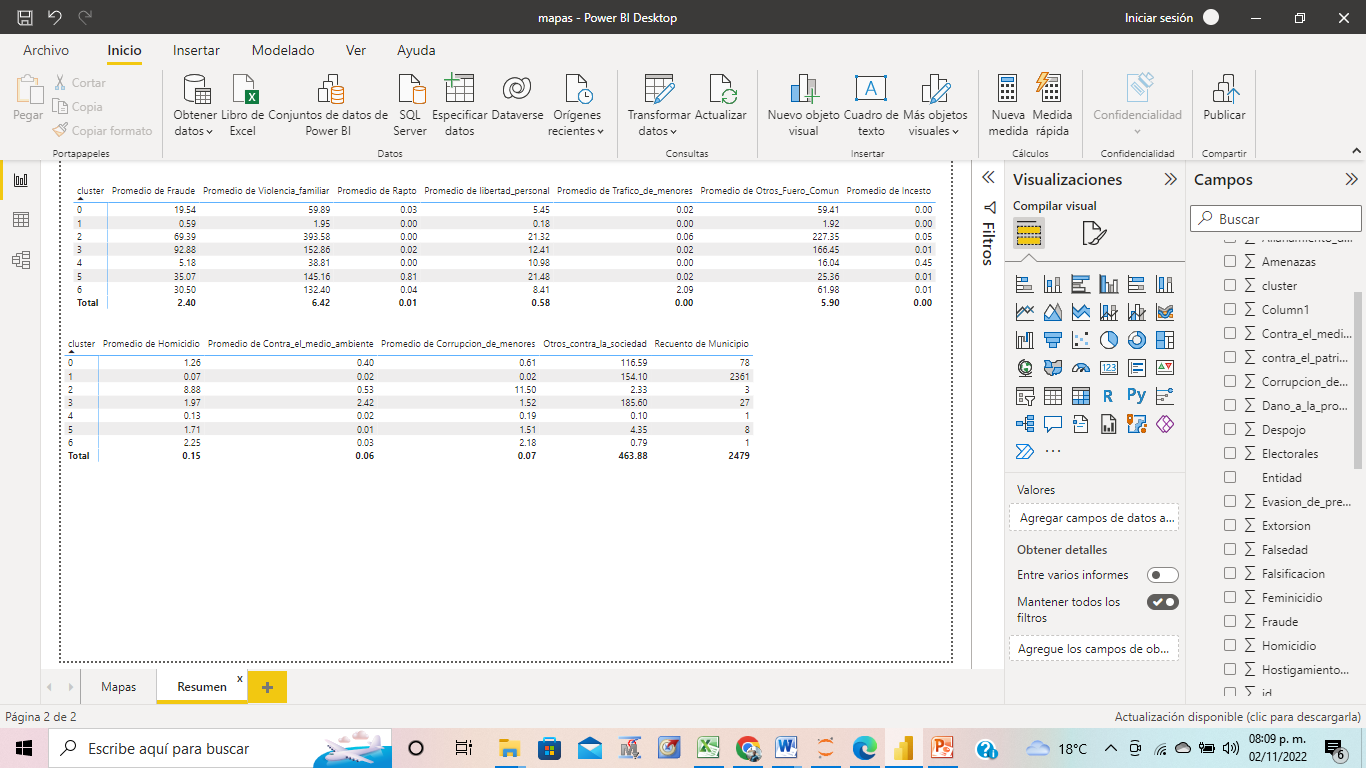 mapas - Power BI Desktop
Iniciar sesión
Archivo Inicio Insertar Modelado Ver Ayuda
Pegar
Cortar
Copia
Copiar formato
Portapapeles
Obtener datos
Libro de Excel
Conjuntos de datos de Power BI
SQL Server
Especificar datos
Dataverse
Orígenes recientes
Datos
Transformar datos
Actualizar
Consultas
Nuevo objeto visual
Cuadro de texto
Más objetos visuales
Insertar
Nueva medida
Medida rápida
Cálculos
Confidencialidad
Confidencialidad
Publicar
Compartir
cluster Promedio de Fraude Promedio de Violencia_familiar Promedio de Rapto Promedio de libertad_personal Promedio de Trafico_de_menores Promedio de Otros_Fuero_Comun Promedio de Incesto
0 19.54 59.89 0.03 5.45 0.02 59.41 0.00
1 0.59 1.95 0.00 0.18 0.00 1.92 0.00
2 69.39 393.58 0.00 21.32 0.06 227.35 0.05
3 92.88 152.86 0.02 12.41 0.02 166.45 0.01
4 5.18 38.81 0.00 10.98 0.00 16.04 0.45
5 35.07 145.16 0.81 21.48 0.02 25.36 0.01
6 30.50 132.40 0.04 8.41 2.09 61.98 0.01
Total 2.40 6.42 0.01 0.58 0.00 5.90 0.00
cluster Promedio de Homicidio Promedio de Contra_el_medio_ambiente Promedio de Corrupcion_de_menores Otros_contra_la_sociedad Recuento de Municipio
0 1.26 0.40 0.61 116.59 78
1 0.07 0.02 0.02 154.10 2361
2 8.88 0.53 11.50 2.33 3
3 1.97 2.42 1.52 185.60 27
4 0.13 0.02 0.19 0.10 1
5 1.71 0.01 1.51 4.35 8
6 2.25 0.03 2.18 0.79 1
Total 0.15 0.06 0.07 463.88 2479
Filtros
Visualizaciones
Compilar visual
123
R Py
Valores
Agregar campos de datos a...
Obtener detalles
Entre varios informes
Mantener todos los filtros
Agregue los campos de ob...
Campos
Buscar
Amenazas
cluster
Column1
Contra_el_medi...
contra_el_patri...
Corrupcion_de...
Dano_a_la_pro...
Despojo
Electorales
Entidad
Evasion_de_pre...
Extorsion
Falsedad
Falsificacion
Feminicidio
Fraude
Homicidio
Hostigamiento...
id
Mapas
Resumen x
+
Página 2 de 2
Actualización disponible (clic para descargarla)
Escribe aquí para buscar
18°C
08:09 p. m.
02/11/2022
6